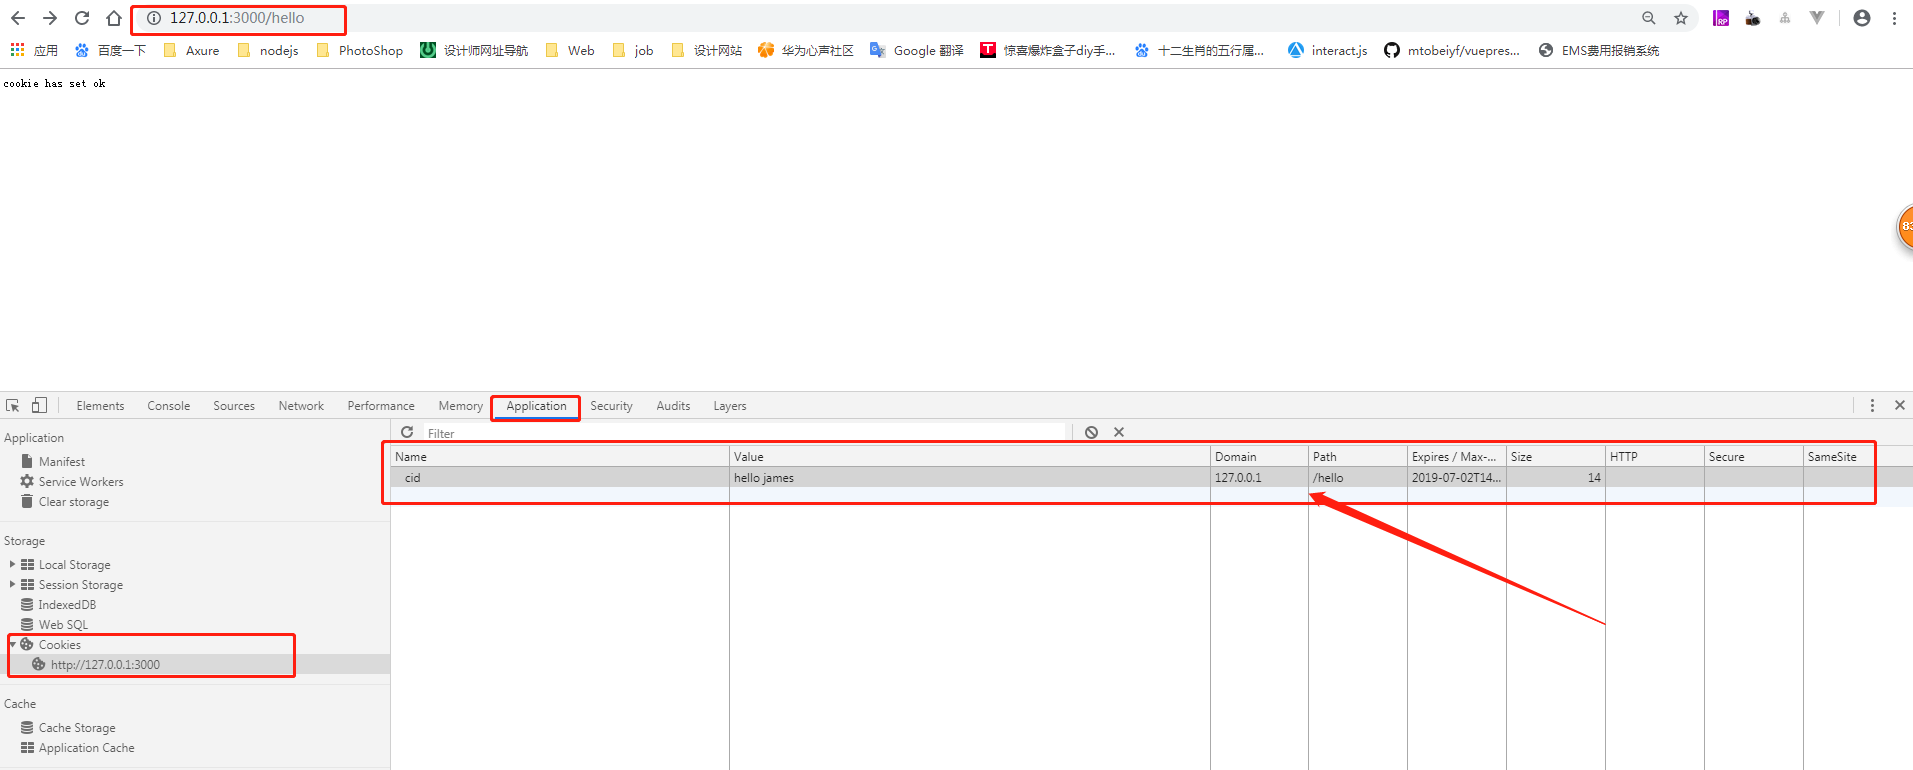 127.0.0.1:3000/hello
应用 百度一下 Axure nodejs PhotoShop 设计师网址导航 Web job 设计网站 华为心声社区 Google 翻译 惊喜爆炸盒子diy手... 十二生肖的五行属... interact.js mtobeiyf/vuepres... EMS费用报销系统
cookie has set ok
83
Elements Console Sources Network Performance Memory Application Security Audits Layers
Application
Manifest
Service Workers
Clear storage
Storage
Local Storage
Session Storage
IndexedDB
Web SQL
Cookies
http://127.0.0.1:3000
Cache
Cache Storage
Application Cache
Filter
Name Value Domain Path Expires / Max-... Size HTTP Secure SameSite
cid hello james 127.0.0.1 /hello 2019-07-02T14... 14